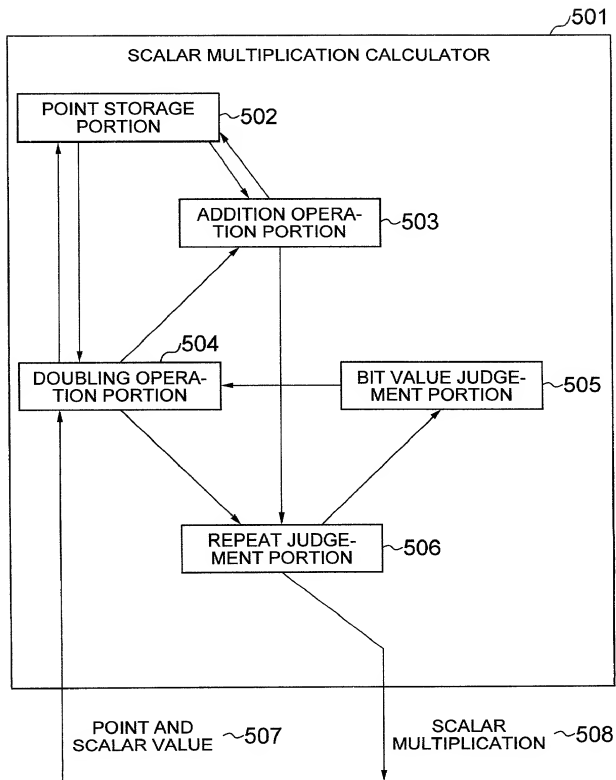 501
SCALAR MULTIPLICATION CALCULATOR
POINT STORAGE
PORTION
502
ADDITION OPERA-
TION PORTION
503
504
DOUBLING OPERA-
TION PORTION
BIT VALUE JUDGE-
MENT PORTION
505
REPEAT JUDGE-
MENT PORTION
506
POINT AND
SCALAR VALUE
507
SCALAR
MULTIPLICATION
508